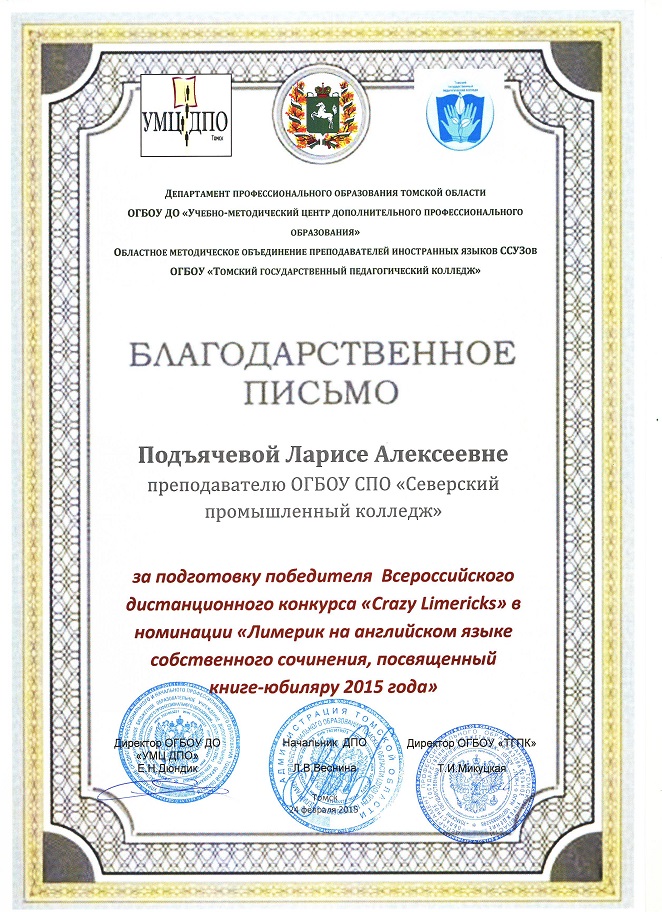 УМЦ ДПО
Томск
Департамент профессионального образования томской области
ОГБОУ ДО «Учебно-методический центр дополнительного профессионального
образования»
Областное методическое объединение преподавателей иностранных языков ССУЗов
ОГБОУ «Томский государственный педагогический колледж»
БЛАГОДАРСТВЕННОЕ
ПИСЬМО
Подъячевой Ларисе Алексеевне
преподавателю ОГБОУ СПО «Северский
промышленный колледж»
за подготовку победителя Всероссийского
дистанционного конкурса «Crazy Limericks» в
номинации «Лимерик на английском языке
собственного сочинения, посвященный
книге-юбиляру 2015 года»
Директор ОГБОУ ДО
«УМЦ ДПО»
Е.Н.Дюндик
Начальник ДПО
Л.В.Веснина
Томск
24 февраля 2015
АДМИНИСТРАЦИЯ ТОМСКОЙ ОБЛАСТИ
Директор ОГБОУ «ТГПК»
Т.И.Микуцкая